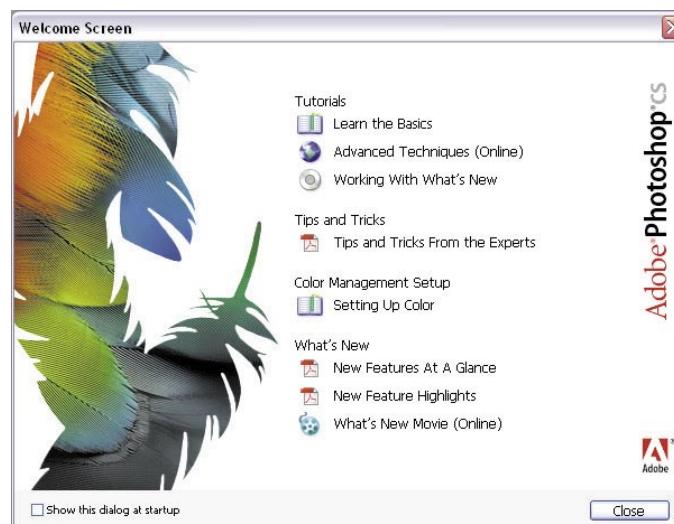 Welcome Screen
Tutorials
Learn the Basics
Advanced Techniques (Online)
Working With What's New
Tips and Tricks
Tips and Tricks From the Experts
Color Management Setup
Setting Up Color
What's New
New Features At A Glance
New Feature Highlights
What's New Movie (Online)
Adobe® Photoshop® CS
Adobe
Show this dialog at startup
Close